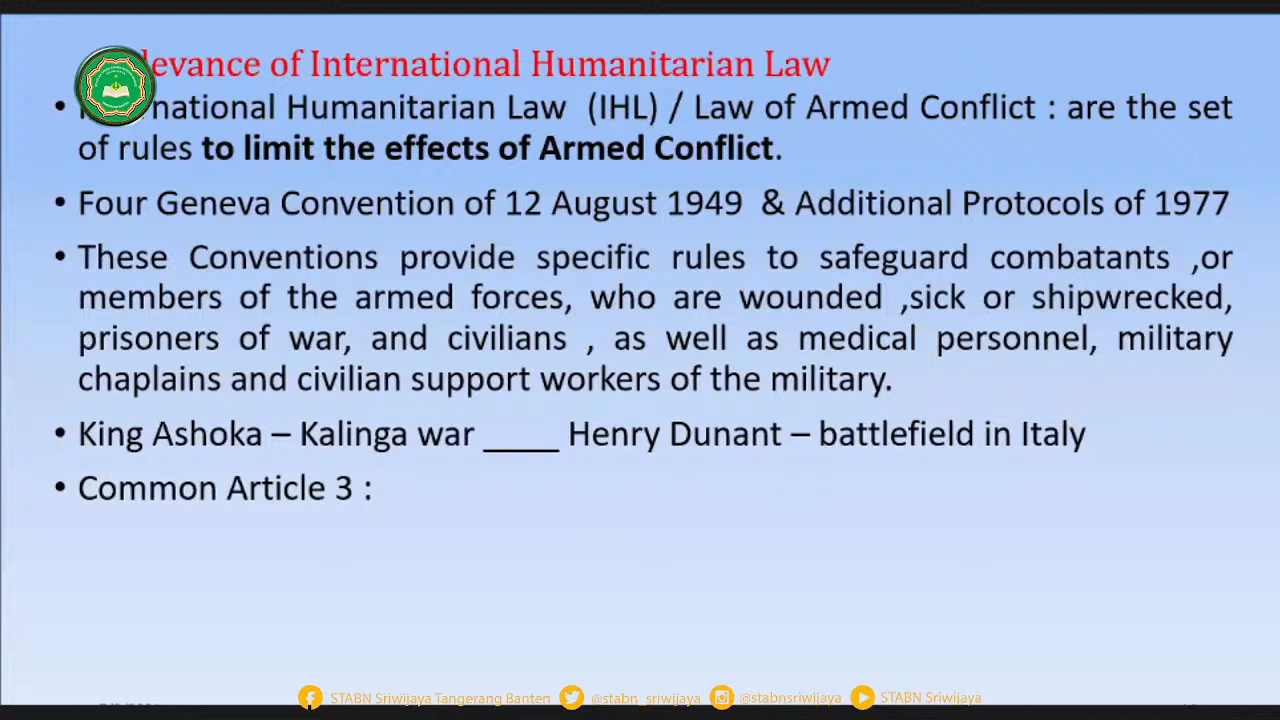 levance of International Humanitarian Law
• national Humanitarian Law (IHL) / Law of Armed Conflict : are the set
of rules to limit the effects of Armed Conflict.
• Four Geneva Convention of 12 August 1949 & Additional Protocols of 1977
• These Conventions provide specific rules to safeguard combatants ,or
members of the armed forces, who are wounded ,sick or shipwrecked,
prisoners of war, and civilians , as well as medical personnel, military
chaplains and civilian support workers of the military.
• King Ashoka – Kalinga war ____ Henry Dunant – battlefield in Italy
• Common Article 3 :
STABN Sriwijaya Tangerang Banten @stabn_sriwijaya @stabnsriwijaya STABN Sriwijaya